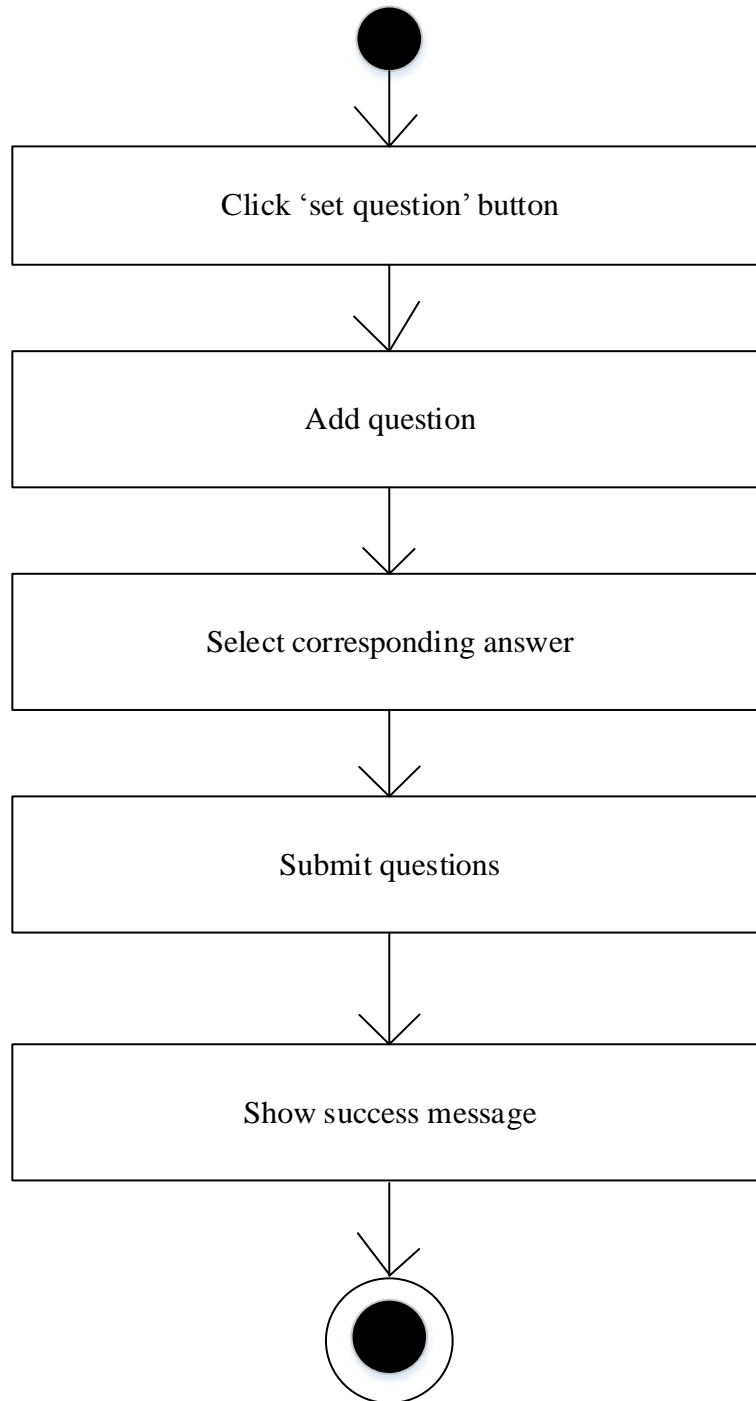 Click ‘set question’ button
Add question
Select corresponding answer
Submit questions
Show success message